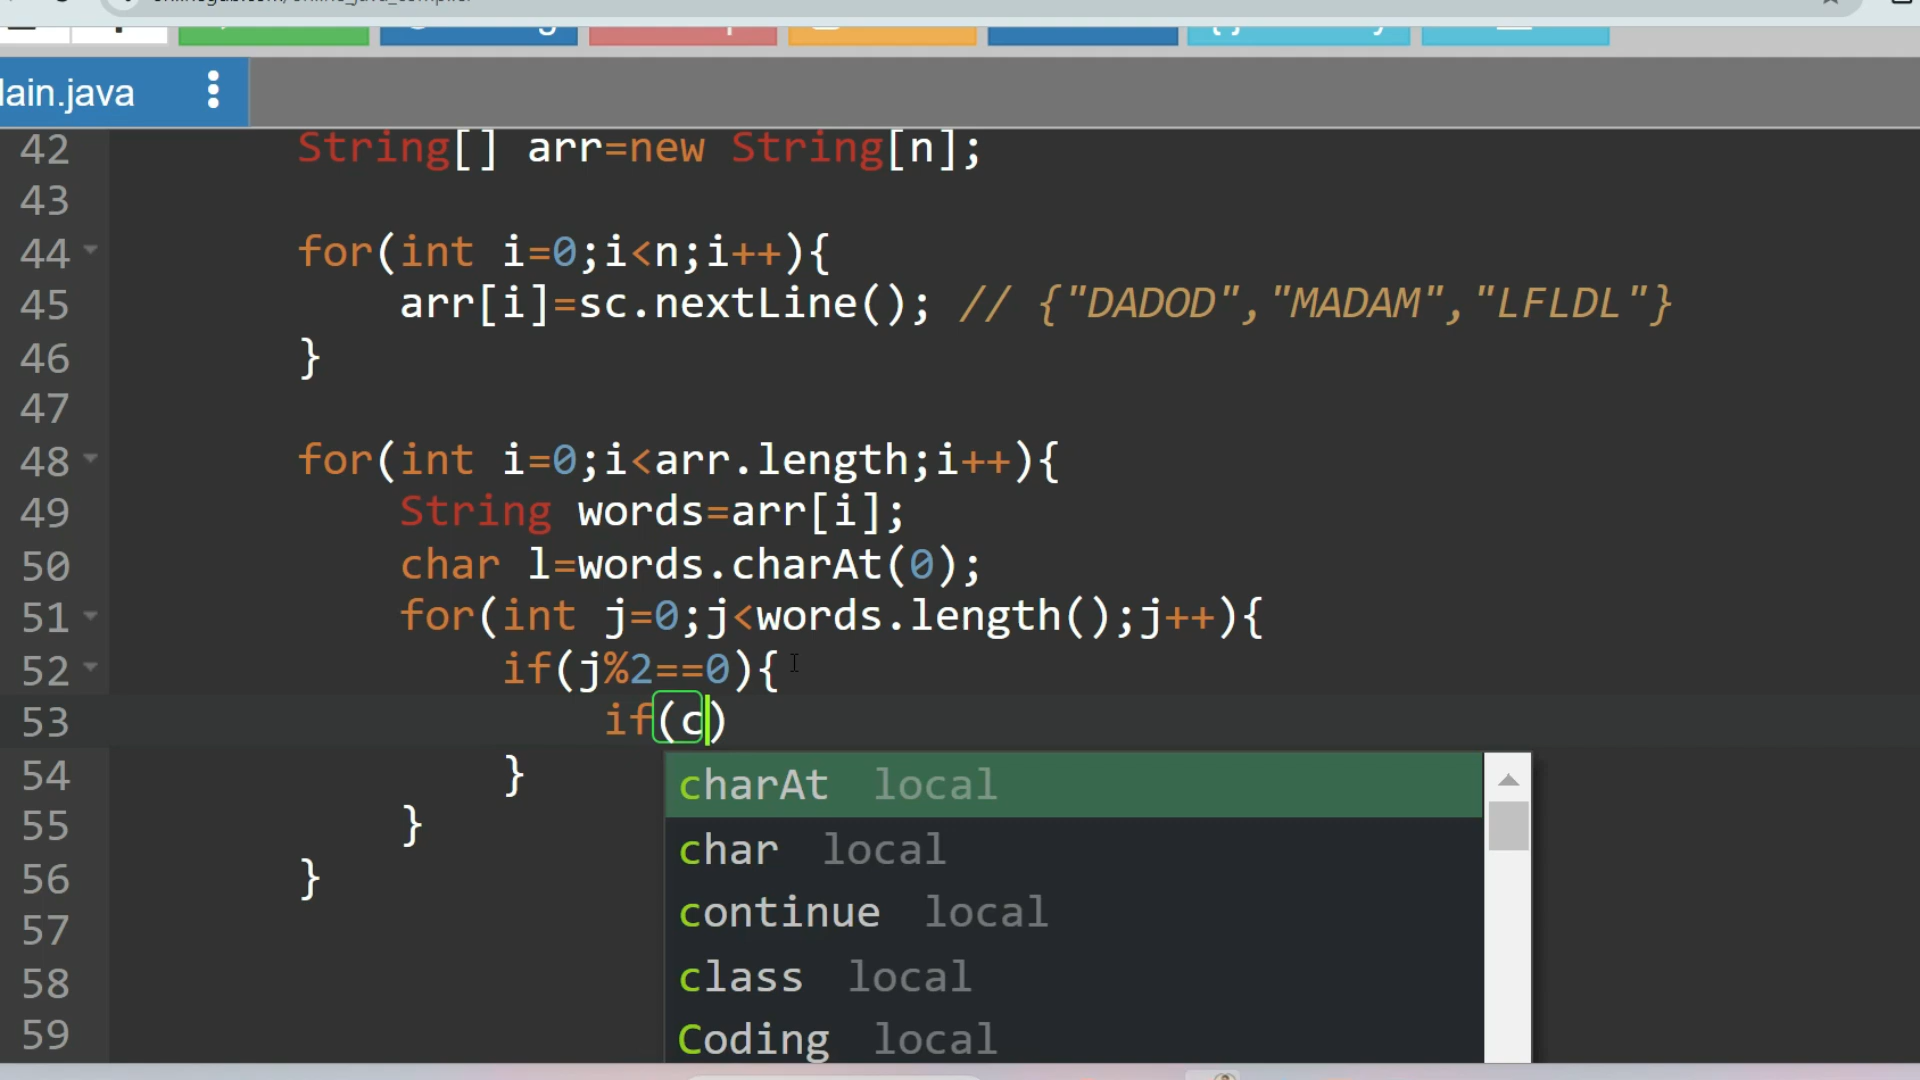 ain.java
42 String[] arr=new String[n];
43
44 for(int i=0;i<n;i++){
45 arr[i]=sc.nextLine(); // {"DADOD","MADAM","LFLDL"}
46 }
47
48 for(int i=0;i<arr.length;i++){
49 String words=arr[i];
50 char l=words.charAt(0);
51 for(int j=0;j<words.length();j++){
52 if(j%2==0){
53 if(c)
54 }
55 }
56 }
57
58
59
charAt local
char local
continue local
class local
Coding local